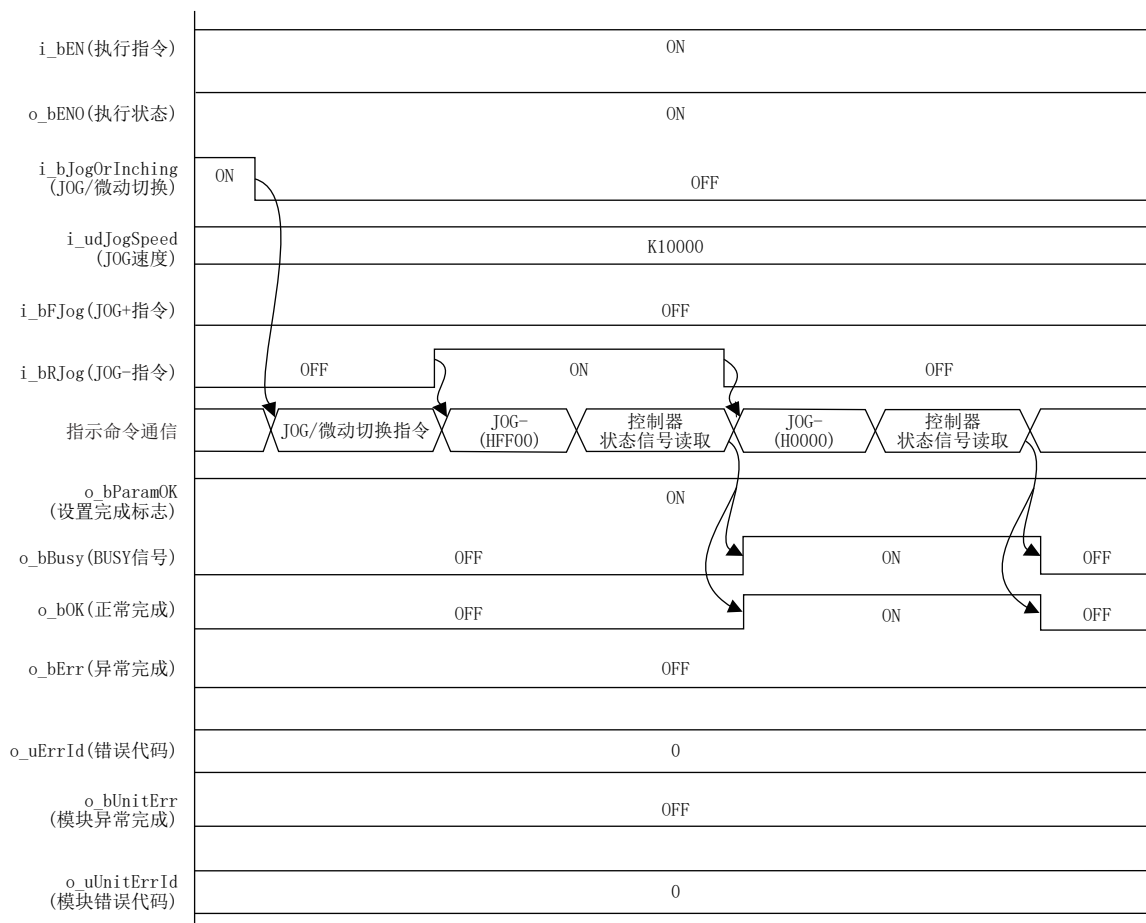 i_bEN(执行指令)
ON
o_bENO(执行状态)
ON
i_bJogOrInching
(JOG/微动切换)
ON
OFF
i_udJogSpeed
(JOG速度)
K10000
i_bFJog(JOG+指令)
OFF
i_bRJog(JOG-指令)
OFF
ON
OFF
指示命令通信
JOG/微动切换指令
JOG-
(HFF00)
控制器
状态信号读取
JOG-
(H0000)
控制器
状态信号读取
o_bParamOK
(设置完成标志)
ON
o_bBusy(BUSY信号)
OFF
ON
OFF
o_bOK(正常完成)
OFF
ON
OFF
o_bErr(异常完成)
OFF
o_uErrId(错误代码)
0
o_bUnitErr
(模块异常完成)
OFF
o_uUnitErrId
(模块错误代码)
0